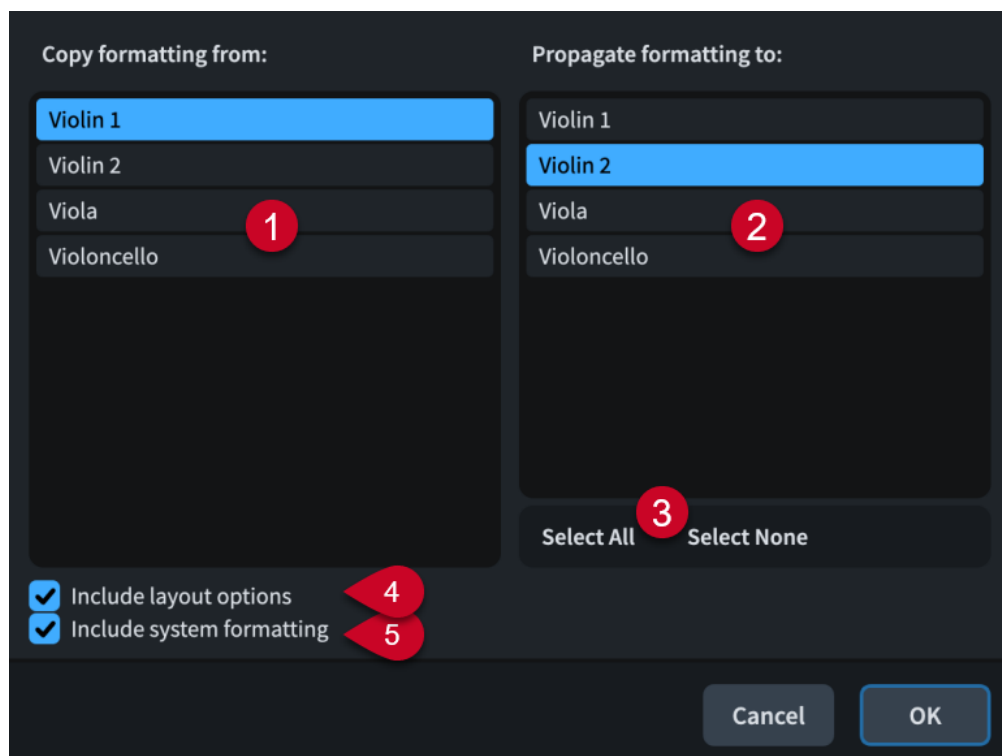 Copy formatting from:
Violin 1
Violin 2
Viola
Violoncello
1
Propagate formatting to:
Violin 1
Violin 2
Viola
Violoncello
2
3
Select All Select None
Include layout options
4
Include system formatting
5
Cancel OK